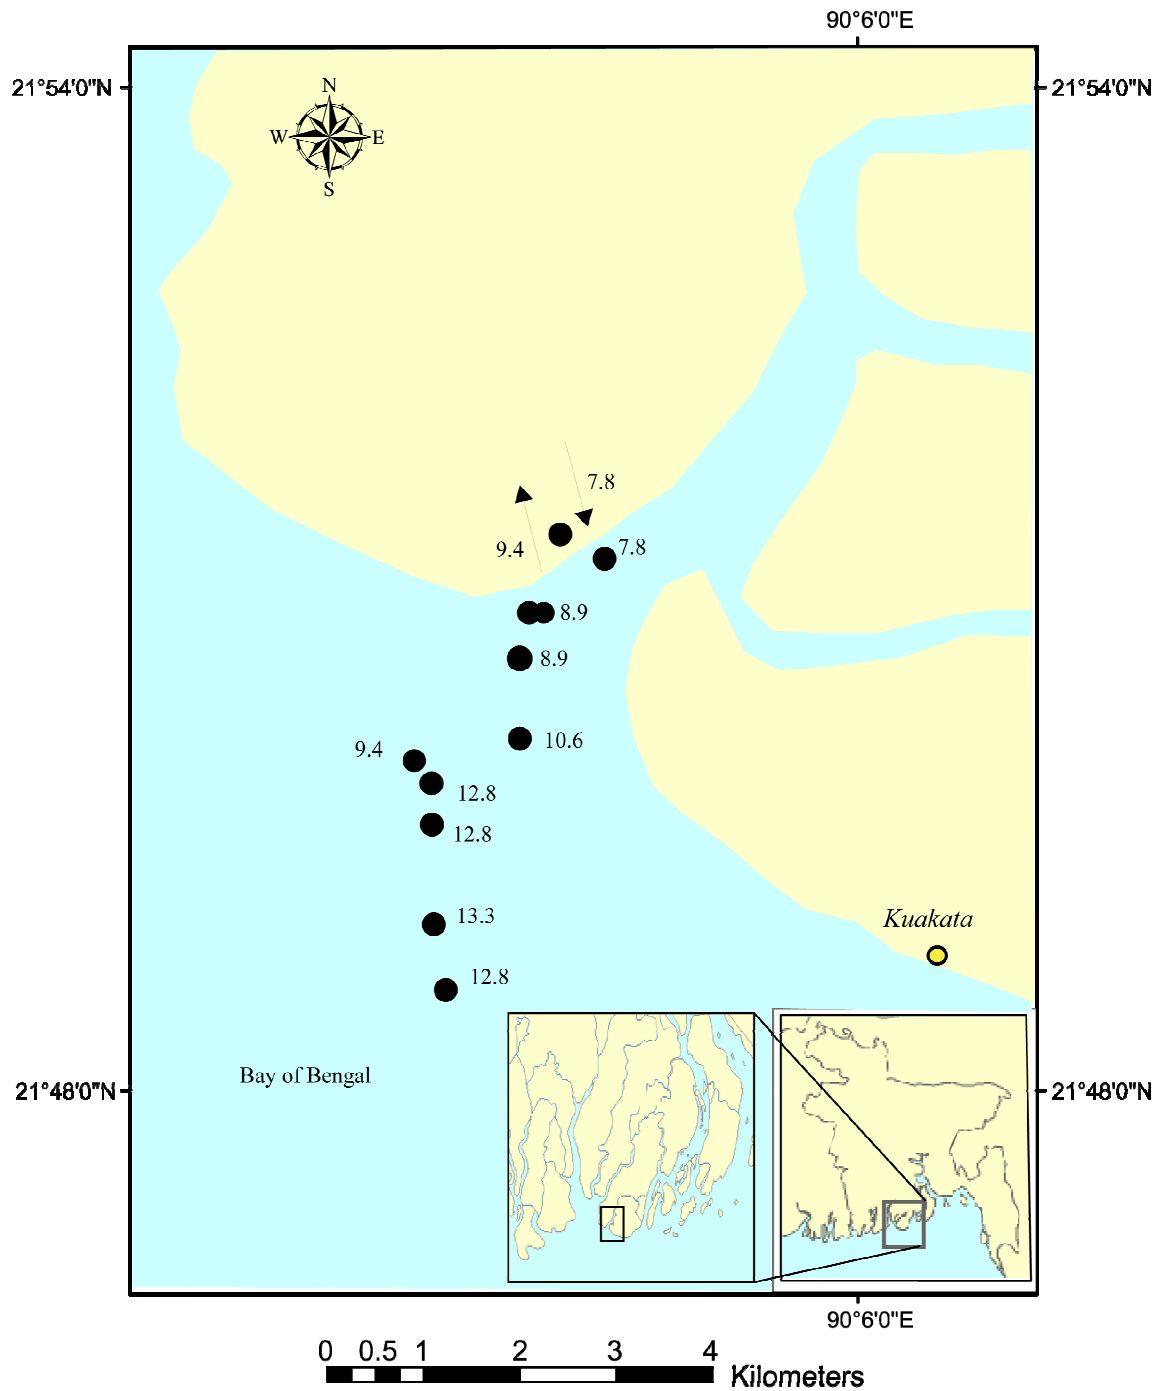 90°6'0"E
21°54'0"N
21°54'0"N
N
W E
S
7.8
9.4
7.8
8.9
8.9
10.6
9.4
12.8
12.8
13.3
Kuakata
12.8
Bay of Bengal
21°48'0"N
21°48'0"N
90°6'0"E
0 0.5 1 2 3 4
Kilometers